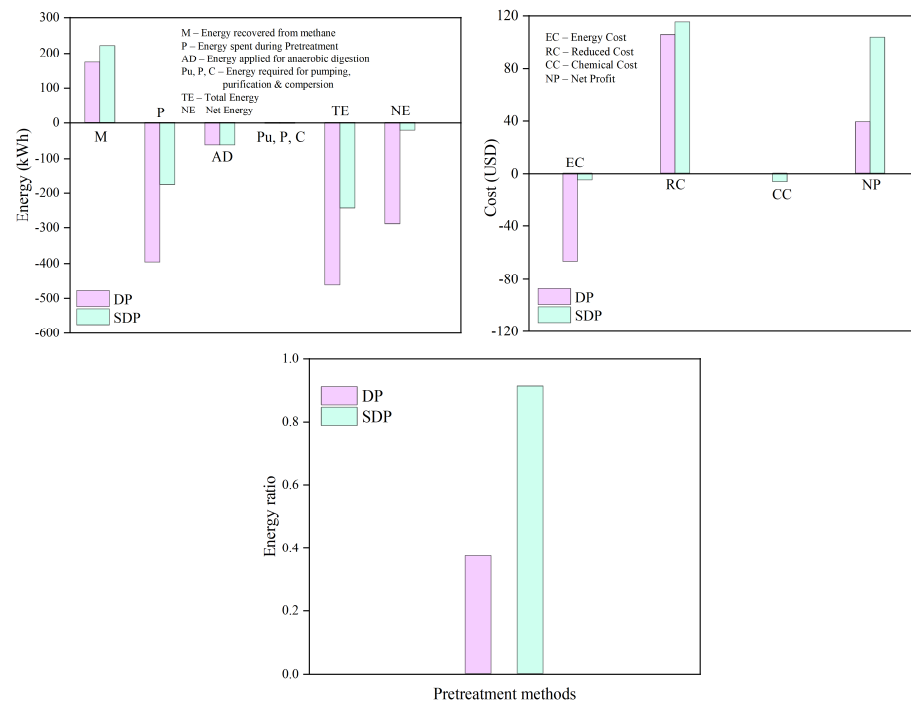 300
200
100
0
-100
-200
-300
-400
-500
-600
Energy (kWh)
M – Energy recovered from methane
P – Energy spent during Pretreatment
AD – Energy applied for anaerobic digestion
Pu, P, C – Energy required for pumping,
purification & compersion
TE – Total Energy
NE Net Energy
M
P
AD
Pu, P, C
TE
NE
DP
SDP
120
80
40
0
-40
-80
-120
Cost (USD)
EC – Energy Cost
RC – Reduced Cost
CC – Chemical Cost
NP – Net Profit
EC
RC
CC
NP
DP
SDP
1.0
0.8
0.6
0.4
0.2
0.0
Energy ratio
DP
SDP
Pretreatment methods